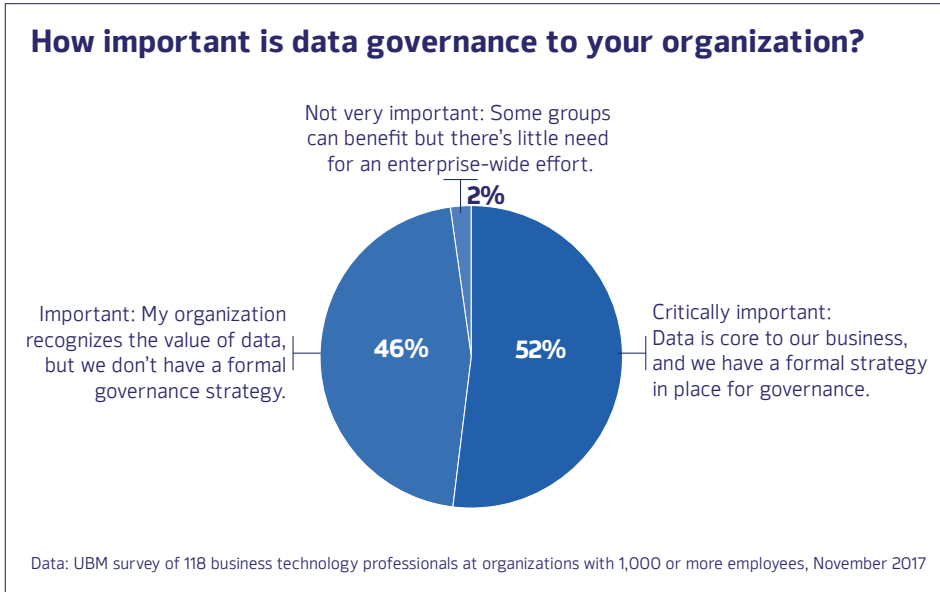 How important is data governance to your organization?
Not very important: Some groups
can benefit but there’s little need
for an enterprise-wide effort.
2%
Important: My organization
recognizes the value of data,
but we don’t have a formal
governance strategy.
46%
52%
Critically important:
Data is core to our business,
and we have a formal strategy
in place for governance.
Data: UBM survey of 118 business technology professionals at organizations with 1,000 or more employees, November 2017